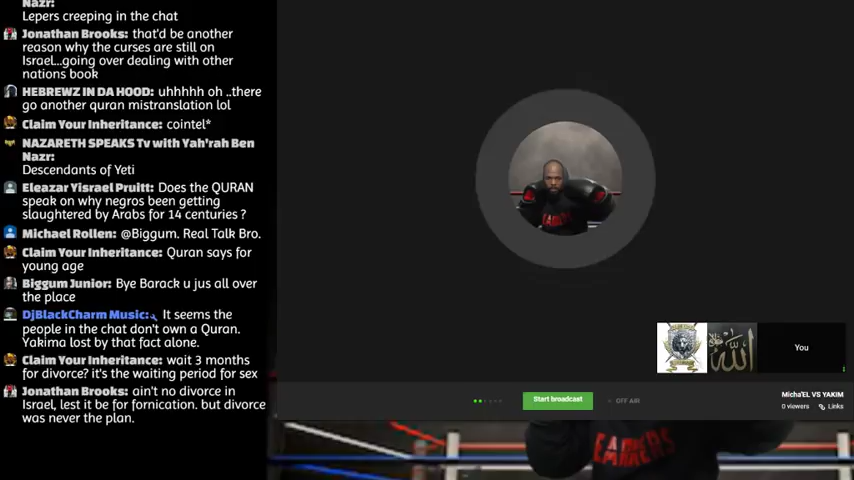 Nazr:
Lepers creeping in the chat
Jonathan Brooks: that'd be another
reason why the curses are still on
Israel...going over dealing with other
nations book
HEBREWZ IN DA HOOD: uhhhhh oh ..there
go another quran mistranslation lol
Claim Your Inheritance: cointel*
NAZARETH SPEAKS Tv with Yah'rah Ben
Nazr:
Descendants of Yeti
Eleazar Yisrael Pruitt: Does the QURAN
speak on why negros been getting
slaughtered by Arabs for 14 centuries ?
Michael Rollen: @Biggum. Real Talk Bro.
Claim Your Inheritance: Quran says for
young age
Biggum Junior: Bye Barack u jus all over
the place
DjBlackCharm Music: It seems the
people in the chat don't own a Quran.
Yakima lost by that fact alone.
Claim Your Inheritance: wait 3 months
for divorce? it's the waiting period for sex
Jonathan Brooks: ain't no divorce in
Israel, lest it be for fornication. but divorce
was never the plan.
الله
You
Start broadcast
OFF AIR
Micha'EL VS YAKIM
0 viewers
Links